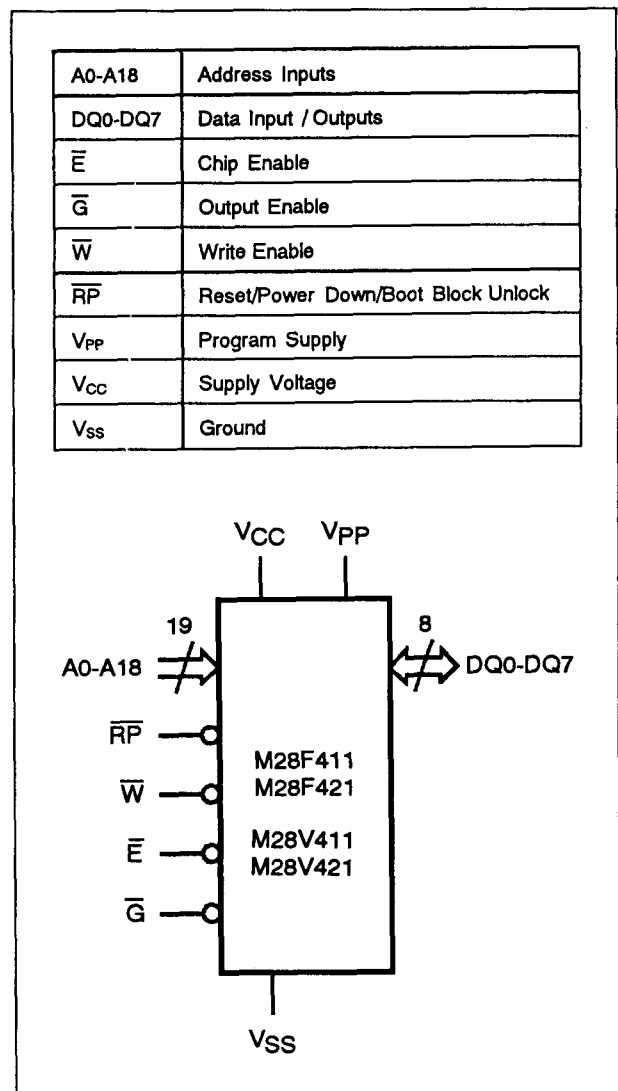 A0-A18 Address Inputs
DQ0-DQ7 Data Input / Outputs
E̅ Chip Enable
G̅ Output Enable
W̅ Write Enable
R̅P̅ Reset/Power Down/Boot Block Unlock
VPP Program Supply
VCC Supply Voltage
VSS Ground
VCC VPP
19 8
A0-A18 DQ0-DQ7
R̅P̅
W̅
E̅
G̅
M28F411
M28F421
M28V411
M28V421
VSS